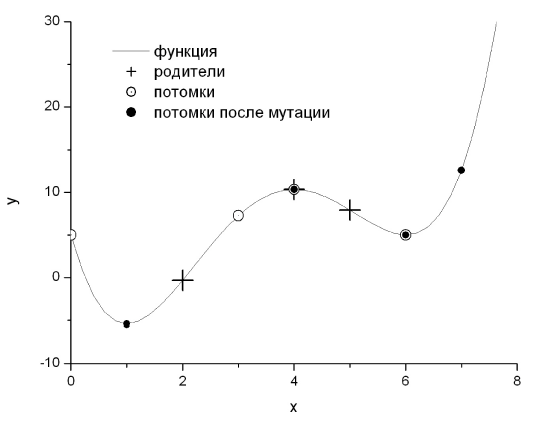 30
20
10
0
-10
y
функция
родители
потомки
потомки после мутации
0 2 4 6 8
x